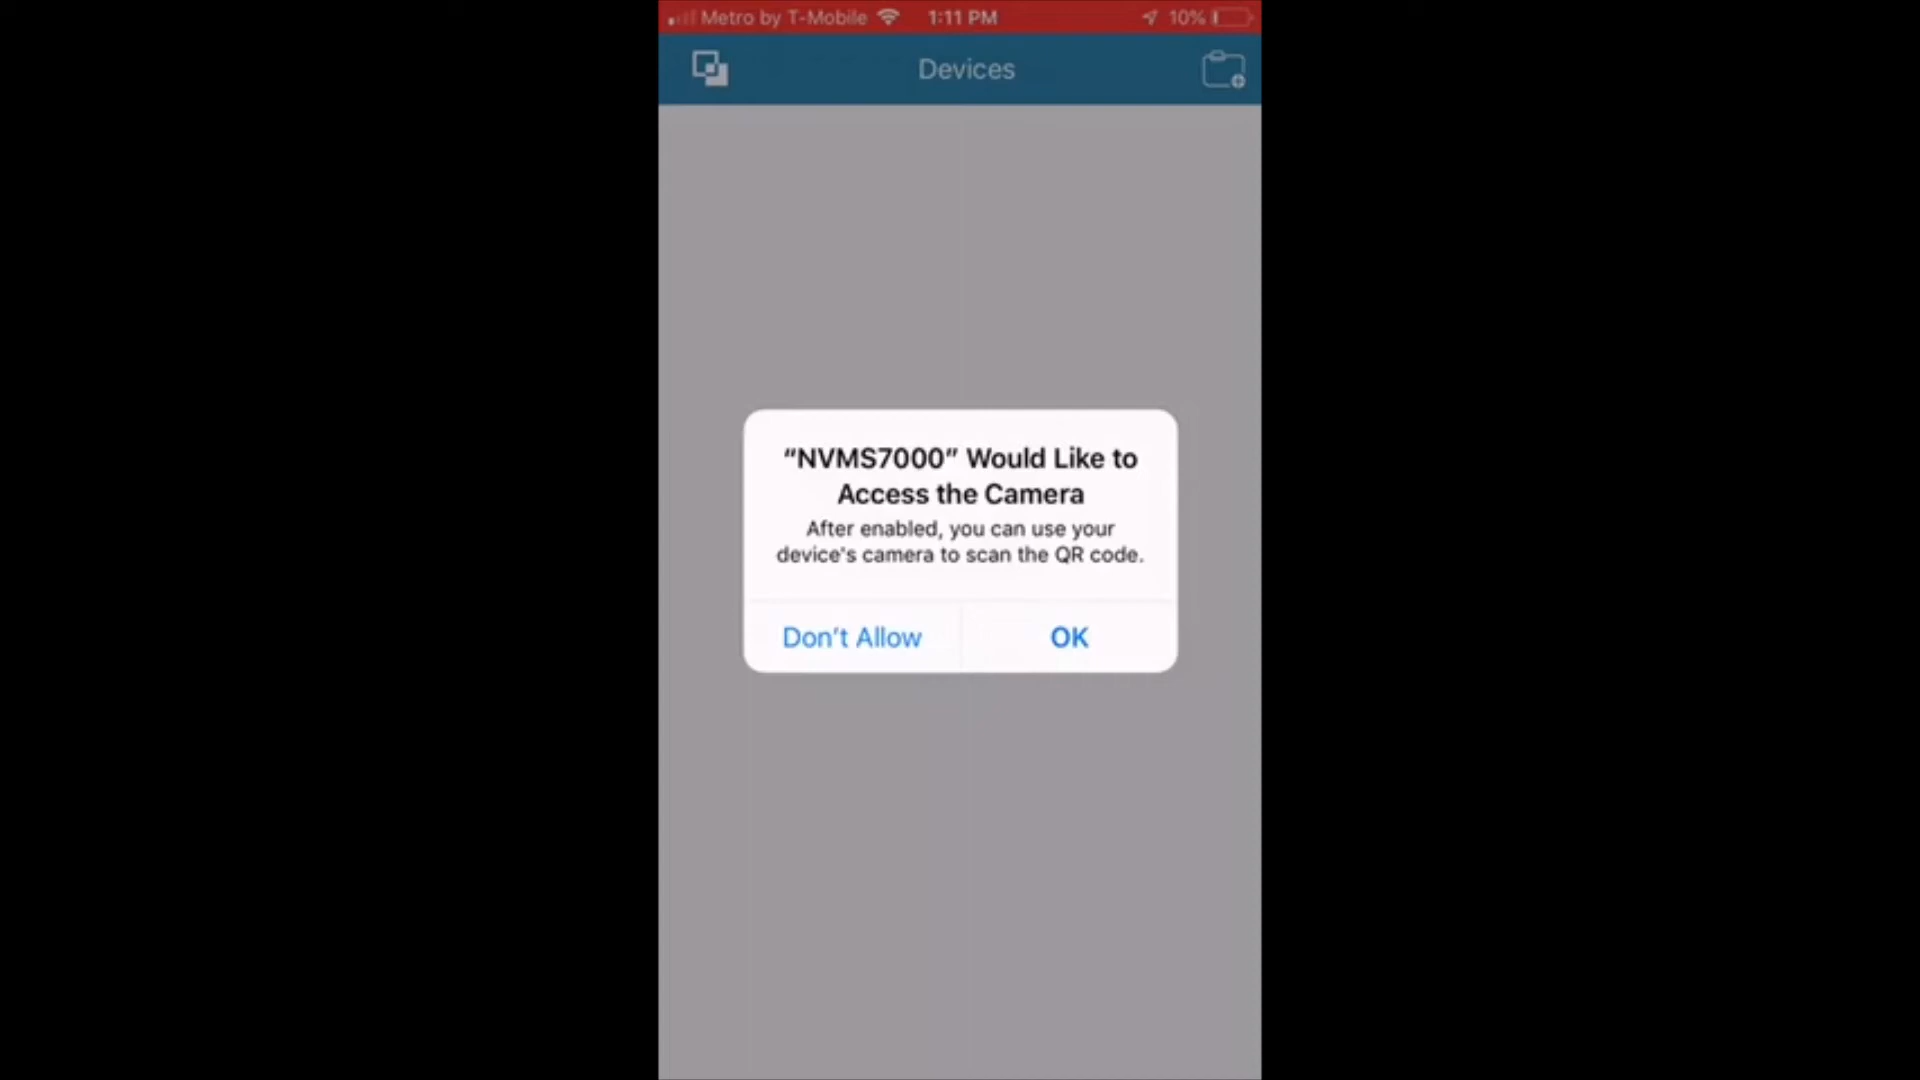 Metro by T-Mobile 1:11 PM 10%
Devices
“NVMS7000” Would Like to
Access the Camera
After enabled, you can use your
device's camera to scan the QR code.
Don’t Allow OK